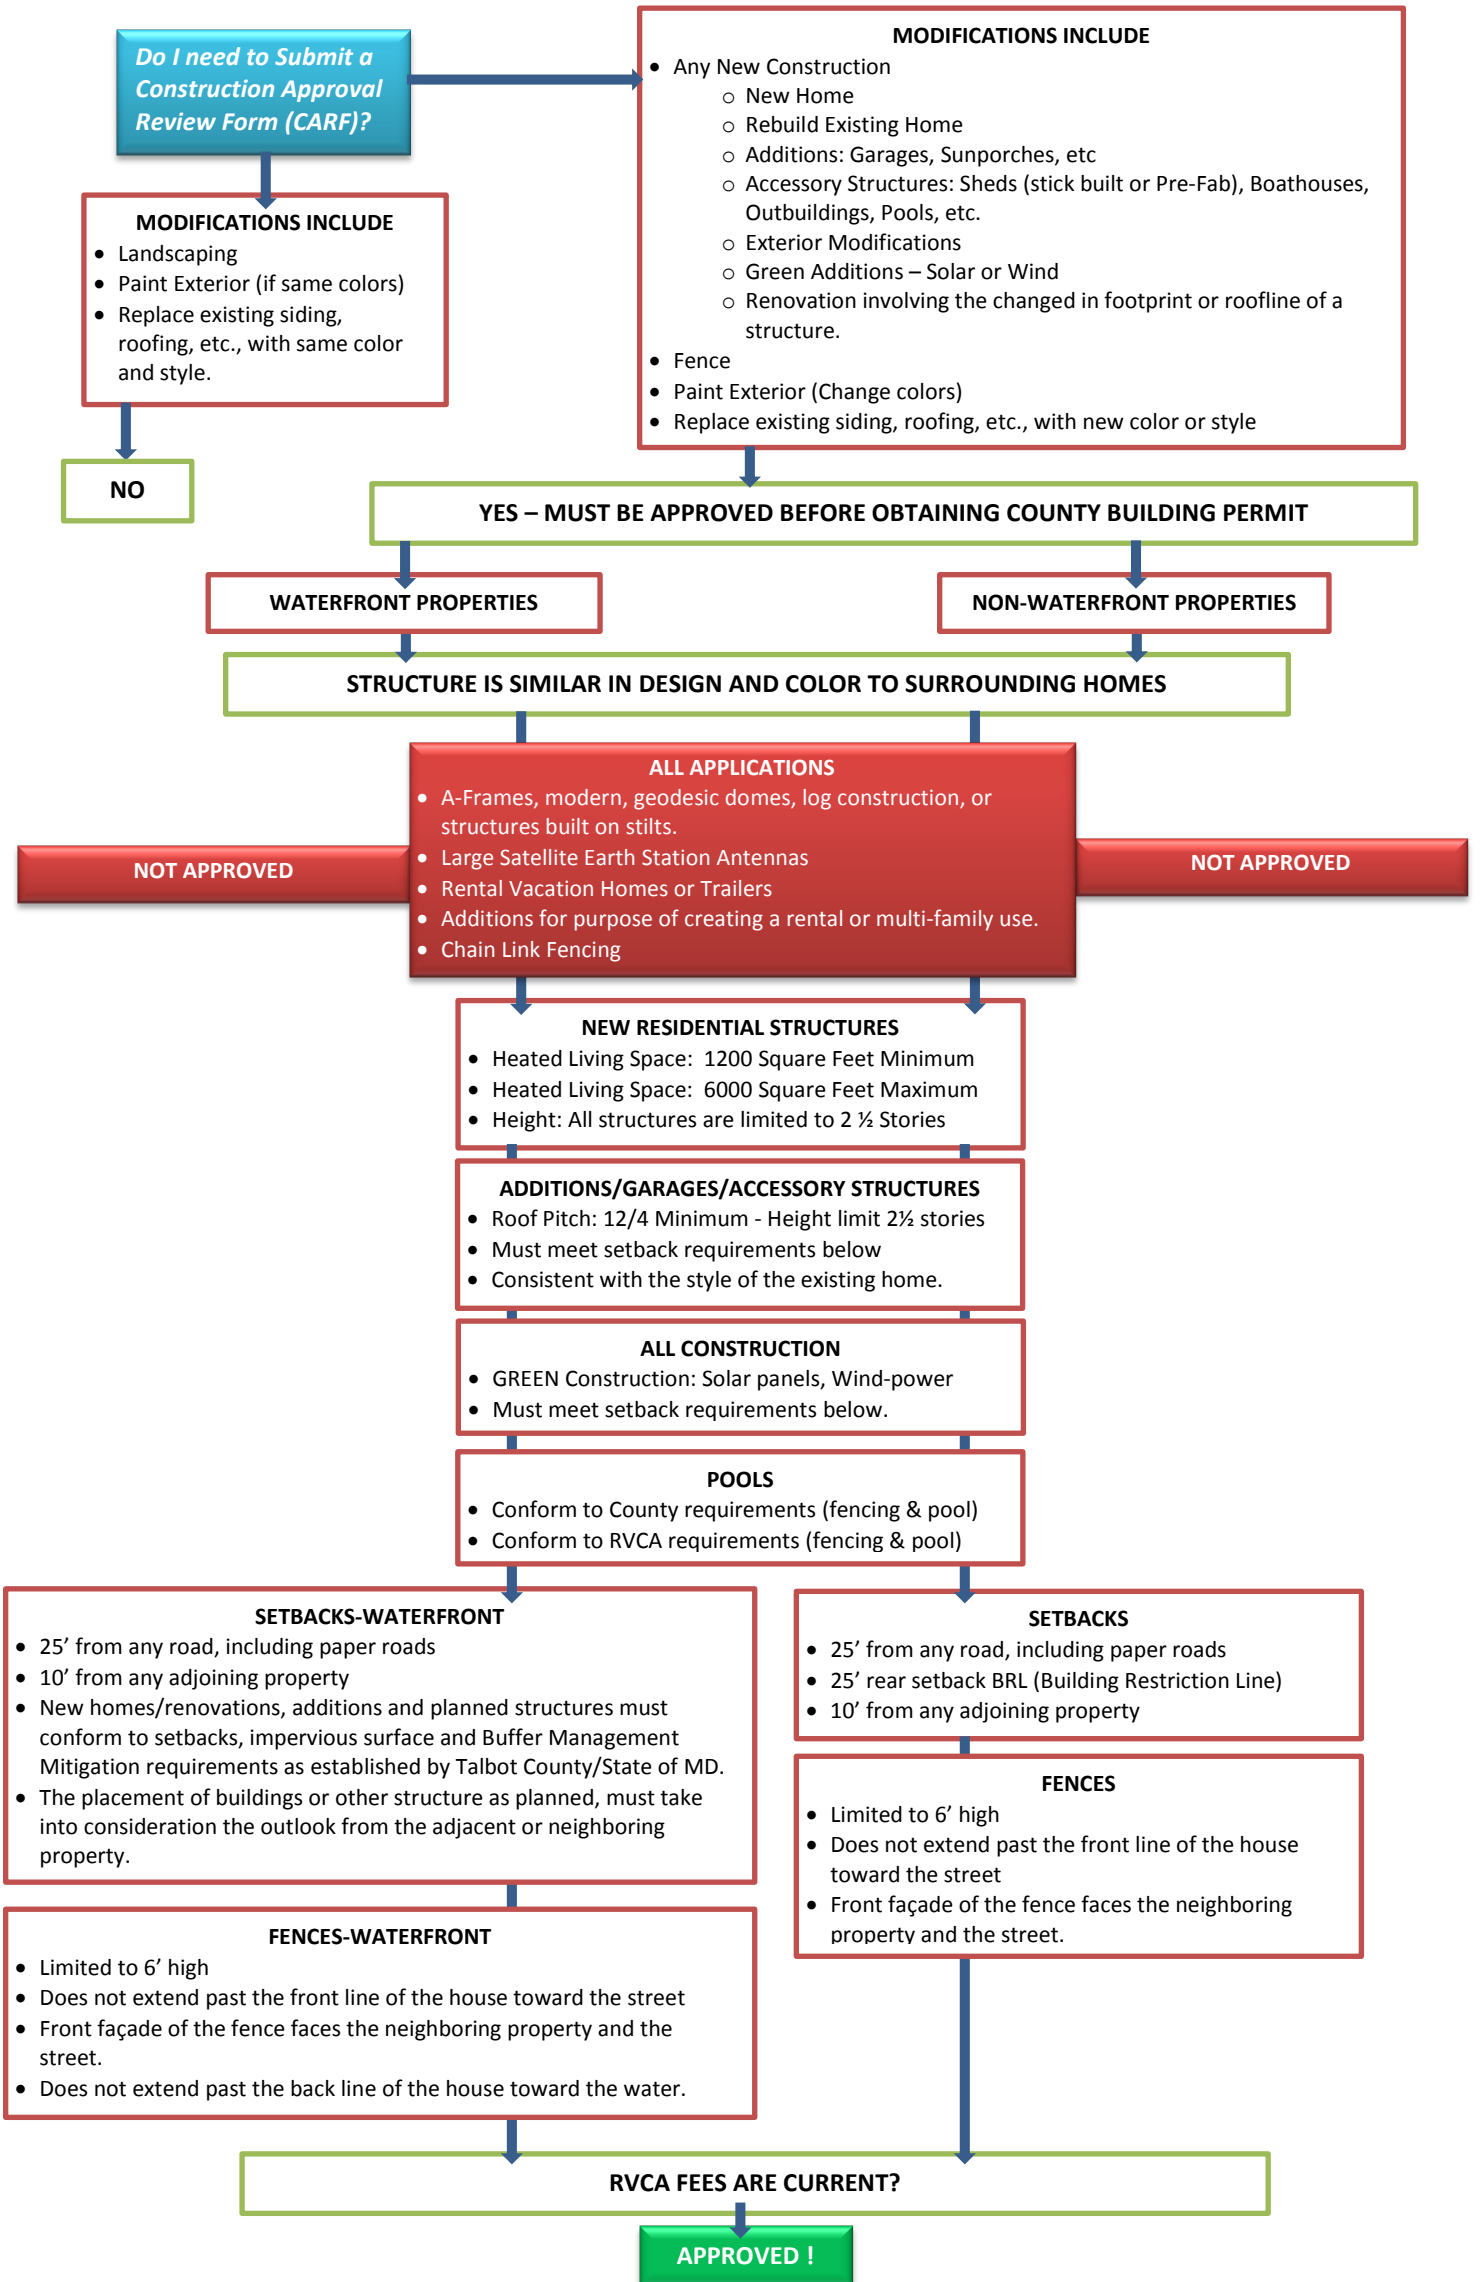 Do I need to Submit a
Construction Approval
Review Form (CARF)?
MODIFICATIONS INCLUDE
• Any New Construction
o New Home
o Rebuild Existing Home
o Additions: Garages, Sunporches, etc
o Accessory Structures: Sheds (stick built or Pre-Fab), Boathouses,
Outbuildings, Pools, etc.
o Exterior Modifications
o Green Additions – Solar or Wind
o Renovation involving the changed in footprint or roofline of a
structure.
• Fence
• Paint Exterior (Change colors)
• Replace existing siding, roofing, etc., with new color or style
MODIFICATIONS INCLUDE
• Landscaping
• Paint Exterior (if same colors)
• Replace existing siding,
roofing, etc., with same color
and style.
NO
YES – MUST BE APPROVED BEFORE OBTAINING COUNTY BUILDING PERMIT
WATERFRONT PROPERTIES
NON-WATERFRONT PROPERTIES
STRUCTURE IS SIMILAR IN DESIGN AND COLOR TO SURROUNDING HOMES
ALL APPLICATIONS
• A-Frames, modern, geodesic domes, log construction, or
structures built on stilts.
• Large Satellite Earth Station Antennas
• Rental Vacation Homes or Trailers
• Additions for purpose of creating a rental or multi-family use.
• Chain Link Fencing
NOT APPROVED
NOT APPROVED
NEW RESIDENTIAL STRUCTURES
• Heated Living Space: 1200 Square Feet Minimum
• Heated Living Space: 6000 Square Feet Maximum
• Height: All structures are limited to 2 ½ Stories
ADDITIONS/GARAGES/ACCESSORY STRUCTURES
• Roof Pitch: 12/4 Minimum - Height limit 2½ stories
• Must meet setback requirements below
• Consistent with the style of the existing home.
ALL CONSTRUCTION
• GREEN Construction: Solar panels, Wind-power
• Must meet setback requirements below.
POOLS
• Conform to County requirements (fencing & pool)
• Conform to RVCA requirements (fencing & pool)
SETBACKS-WATERFRONT
• 25’ from any road, including paper roads
• 10’ from any adjoining property
• New homes/renovations, additions and planned structures must
conform to setbacks, impervious surface and Buffer Management
Mitigation requirements as established by Talbot County/State of MD.
• The placement of buildings or other structure as planned, must take
into consideration the outlook from the adjacent or neighboring
property.
SETBACKS
• 25’ from any road, including paper roads
• 25’ rear setback BRL (Building Restriction Line)
• 10’ from any adjoining property
FENCES
• Limited to 6’ high
• Does not extend past the front line of the house
toward the street
• Front façade of the fence faces the neighboring
property and the street.
FENCES-WATERFRONT
• Limited to 6’ high
• Does not extend past the front line of the house toward the street
• Front façade of the fence faces the neighboring property and the
street.
• Does not extend past the back line of the house toward the water.
RVCA FEES ARE CURRENT?
APPROVED !